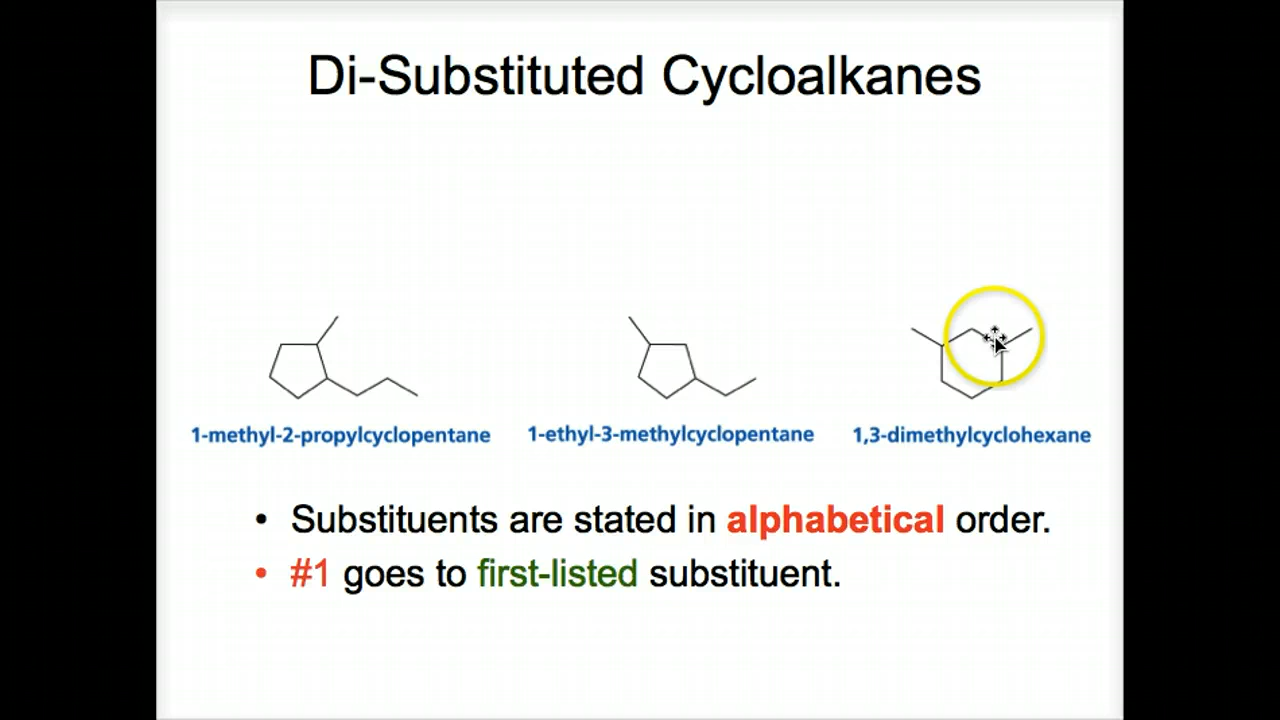 Di-Substituted Cycloalkanes
1-methyl-2-propylcyclopentane
1-ethyl-3-methylcyclopentane
1,3-dimethylcyclohexane
• Substituents are stated in alphabetical order.
• #1 goes to first-listed substituent.